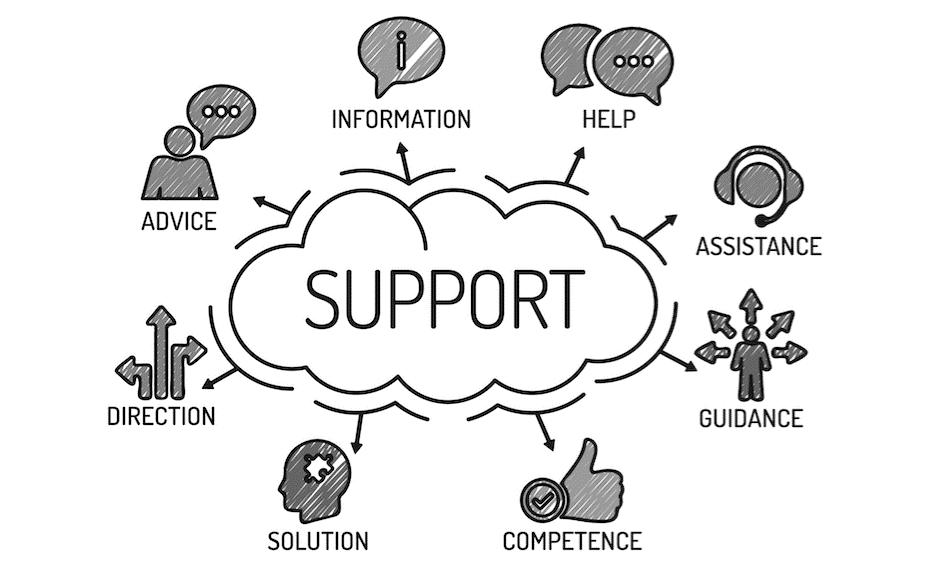 INFORMATION
HELP
ADVICE
ASSISTANCE
SUPPORT
DIRECTION
GUIDANCE
SOLUTION
COMPETENCE